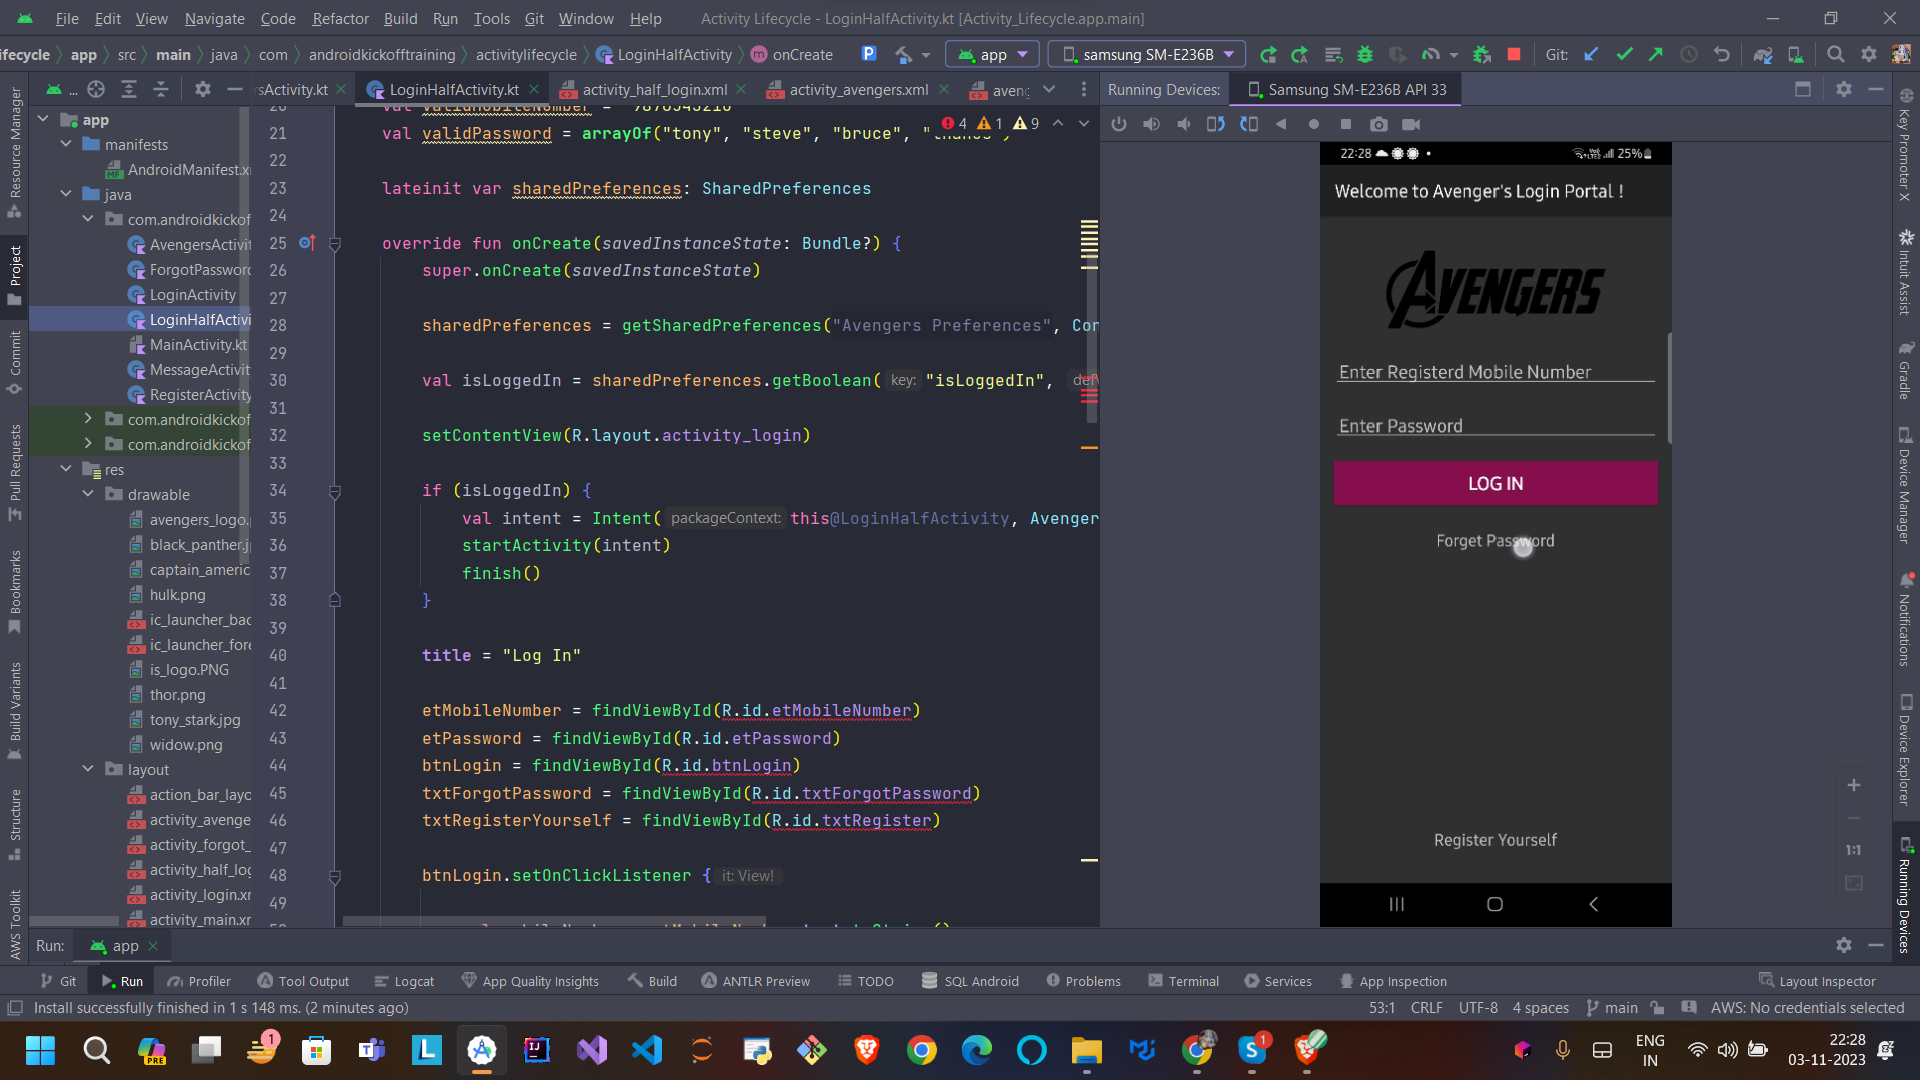 File Edit View Navigate Code Refactor Build Run Tools Git Window Help Activity Lifecycle - LoginHalfActivity.kt [Activity_Lifecycle.app.main]
ifecycle app src main java com androidkickofftraining activitylifecycle LoginHalfActivity onCreate app samsung SM-E236B Git:
... rsActivity.kt LoginHalfActivity.kt activity_half_login.xml activity_avengers.xml aveng Running Devices: Samsung SM-E236B API 33
Resource Manager
Project
Commit
Pull Requests
Bookmarks
Build Variants
Structure
AWS Toolkit
app
manifests
AndroidManifest.x
java
com.androidkickof
AvengersActivit
ForgotPassword
LoginActivity
LoginHalfActivi
MainActivity.kt
MessageActivit
RegisterActivity
com.androidkickof
com.androidkickof
res
drawable
avengers_logo.
black_panther.j
captain_americ
hulk.png
ic_launcher_bac
ic_launcher_fore
is_logo.PNG
thor.png
tony_stark.jpg
widow.png
layout
action_bar_layo
activity_avenge
activity_forgot_
activity_half_log
activity_login.xm
activity_main.xm
4 1 9
20 val validMobileNumber = "9876543210"
21 val validPassword = arrayOf("tony", "steve", "bruce", "thanos")
22
23 lateinit var sharedPreferences: SharedPreferences
24
25 override fun onCreate(savedInstanceState: Bundle?) {
26 super.onCreate(savedInstanceState)
27
28 sharedPreferences = getSharedPreferences("Avengers Preferences", Con
29
30 val isLoggedIn = sharedPreferences.getBoolean( key: "isLoggedIn", def
31
32 setContentView(R.layout.activity_login)
33
34 if (isLoggedIn) {
35 val intent = Intent( packageContext: this@LoginHalfActivity, Avenger
36 startActivity(intent)
37 finish()
38 }
39
40 title = "Log In"
41
42 etMobileNumber = findViewById(R.id.etMobileNumber)
43 etPassword = findViewById(R.id.etPassword)
44 btnLogin = findViewById(R.id.btnLogin)
45 txtForgotPassword = findViewById(R.id.txtForgotPassword)
46 txtRegisterYourself = findViewById(R.id.txtRegister)
47
48 btnLogin.setOnClickListener { it: View!
49
22:28 25%
Welcome to Avenger's Login Portal !
AVENGERS
Enter Registerd Mobile Number
Enter Password
LOG IN
Forget Password
Register Yourself
1:1
Key Promoter X
Intuit Assist
Gradle
Device Manager
Notifications
Device Explorer
Running Devices
Run: app
Git Run Profiler Tool Output Logcat App Quality Insights Build ANTLR Preview TODO SQL Android Problems Terminal Services App Inspection Layout Inspector
Install successfully finished in 1 s 148 ms. (2 minutes ago) 53:1 CRLF UTF-8 4 spaces main AWS: No credentials selected
PRE 1 1 ENG 22:28
IN 03-11-2023